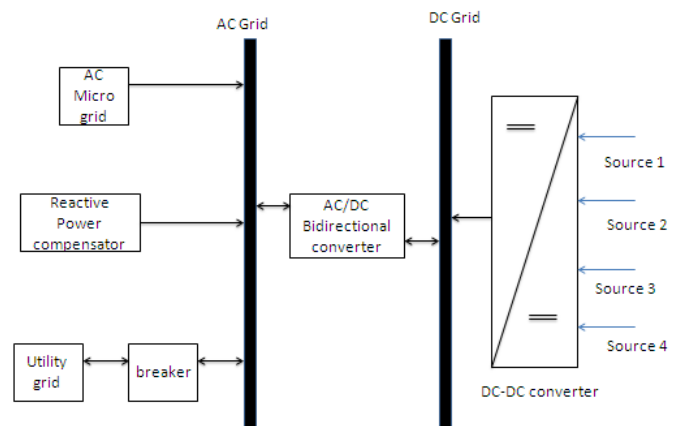 AC Grid
DC Grid
AC
Micro
grid
Reactive
Power
compensator
AC/DC
Bidirectional
converter
Utility
grid
breaker
Source 1
Source 2
Source 3
Source 4
DC-DC converter